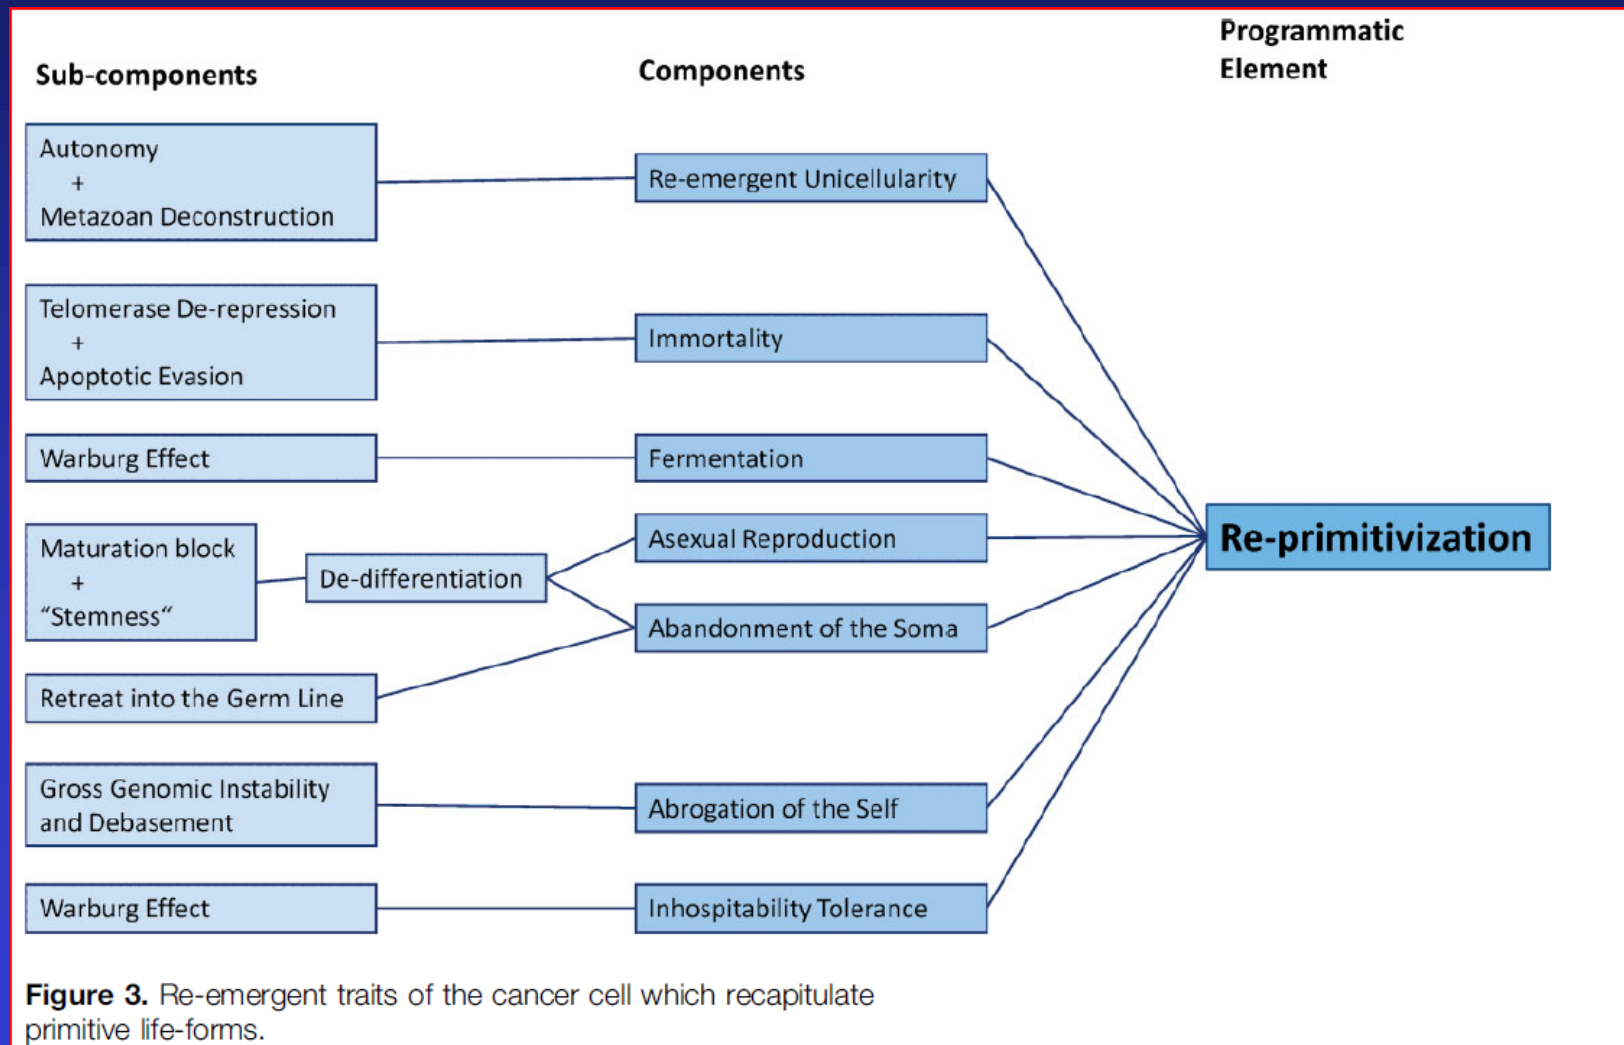 Sub-components
Components
Programmatic
Element
Autonomy
+
Metazoan Deconstruction
Re-emergent Unicellularity
Telomerase De-repression
+
Apoptotic Evasion
Immortality
Warburg Effect
Fermentation
Maturation block
+
“Stemness“
De-differentiation
Asexual Reproduction
Abandonment of the Soma
Re-primitivization
Retreat into the Germ Line
Gross Genomic Instability
and Debasement
Abrogation of the Self
Warburg Effect
Inhospitability Tolerance
Figure 3. Re-emergent traits of the cancer cell which recapitulate
primitive life-forms.